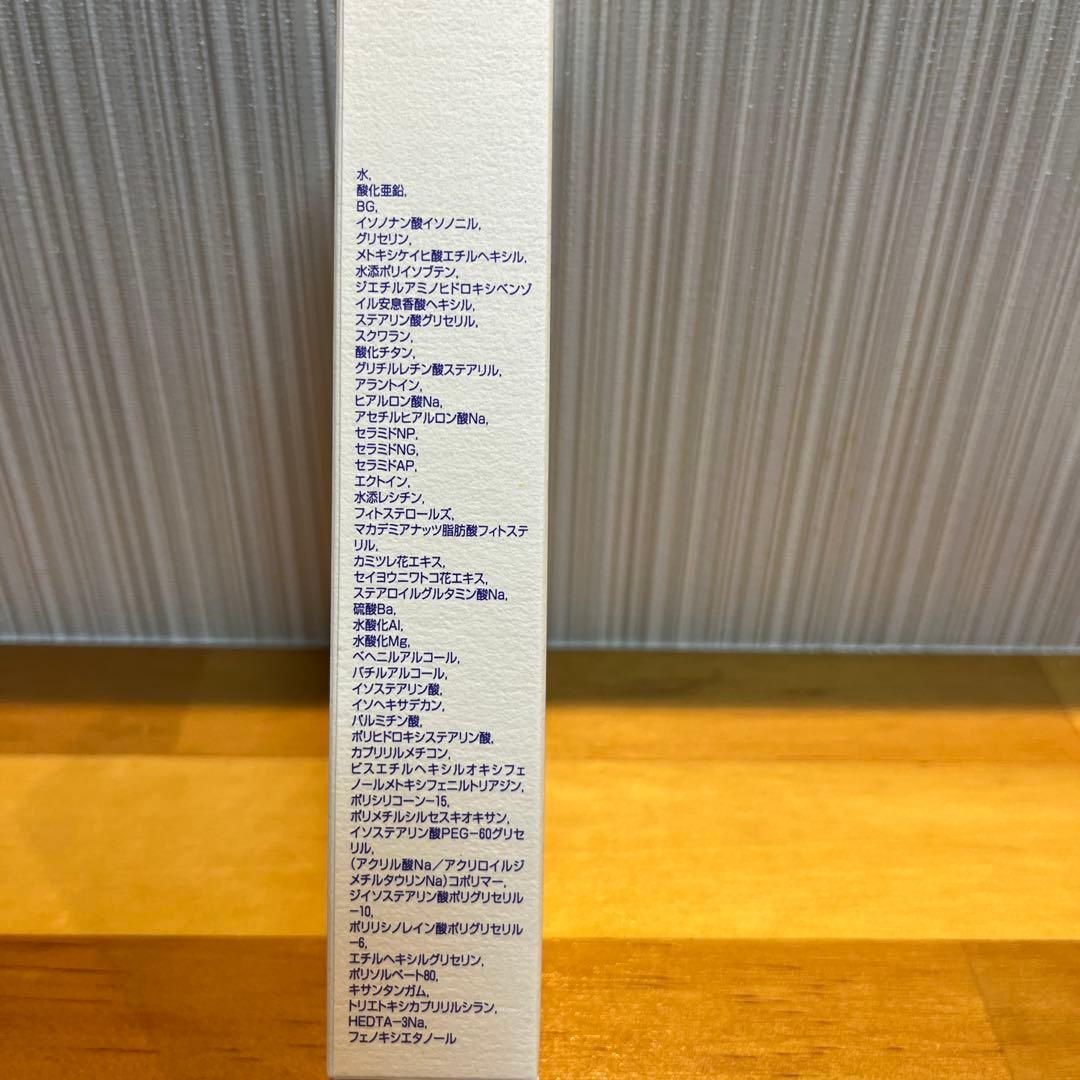 水,
酸化亜鉛,
BG,
イソノナン酸イソノニル,
グリセリン,
メトキシケイヒ酸エチルヘキシル,
水添ポリイソブテン,
ジエチルアミノヒドロキシベンゾ
イル安息香酸ヘキシル,
ステアリン酸グリセリル,
スクワラン,
酸化チタン,
グリチルレチン酸ステアリル,
アラントイン,
ヒアルロン酸Na,
アセチルヒアルロン酸Na,
セラミドNP,
セラミドNG,
セラミドAP,
エクトイン,
水添レシチン,
フィトステロールズ,
マカデミアナッツ脂肪酸フィトステ
リル,
カミツレ花エキス,
セイヨウニワトコ花エキス,
ステアロイルグルタミン酸Na,
硫酸Ba,
水酸化Al,
水酸化Mg,
ベヘニルアルコール,
バチルアルコール,
イソステアリン酸,
イソヘキサデカン,
パルミチン酸,
ポリヒドロキシステアリン酸,
カプリリルメチコン,
ビスエチルヘキシルオキシフェ
ノールメトキシフェニルトリアジン,
ポリシリコーン-15,
ポリメチルシルセスキオキサン,
イソステアリン酸PEG-60グリセ
リル,
(アクリル酸Na/アクリロイルジ
メチルタウリンNa)コポリマー,
ジイソステアリン酸ポリグリセリル
-10,
ポリリシノレイン酸ポリグリセリル
-6,
エチルヘキシルグリセリン,
ポリソルベート80,
キサンタンガム,
トリエトキシカプリリルシラン,
HEDTA-3Na,
フェノキシエタノール